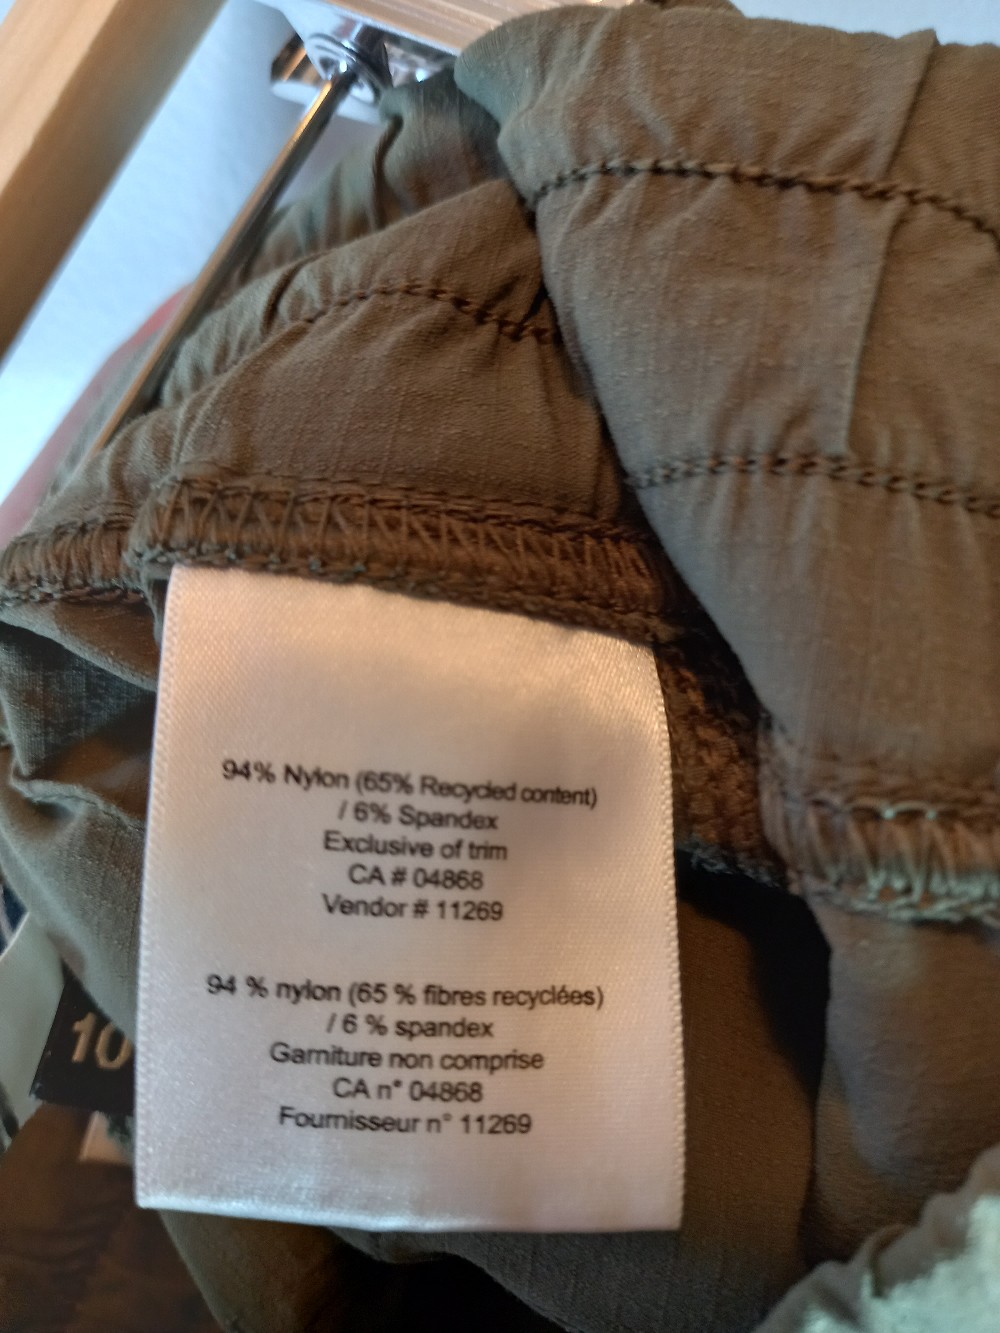 94% Nylon (65% Recycled content)
/ 6% Spandex
Exclusive of trim
CA # 04868
Vendor # 11269
94 % nylon (65 % fibres recyclées)
/ 6 % spandex
Garniture non comprise
CA n° 04868
Fournisseur n° 11269
10